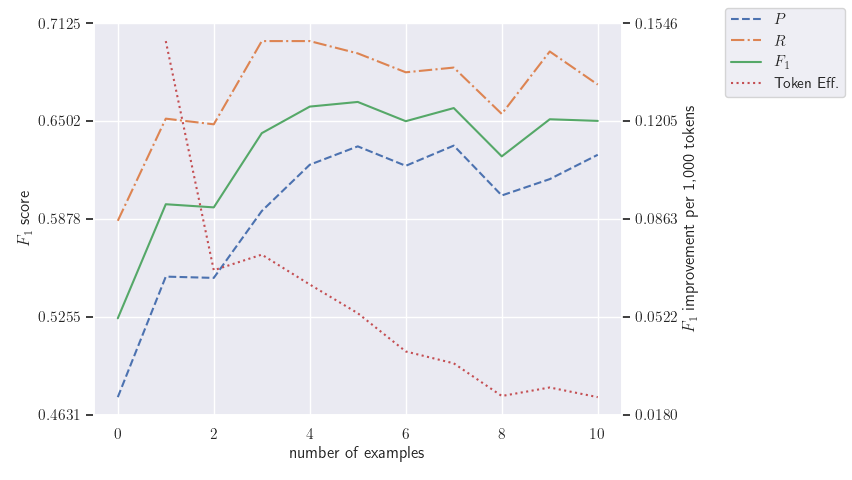 P
R
F₁
Token Eff.
0.7125
0.6502
0.5878
0.5255
0.4631
F₁ score
0.1546
0.1205
0.0863
0.0522
0.0180
F₁ improvement per 1,000 tokens
0 2 4 6 8 10
number of examples